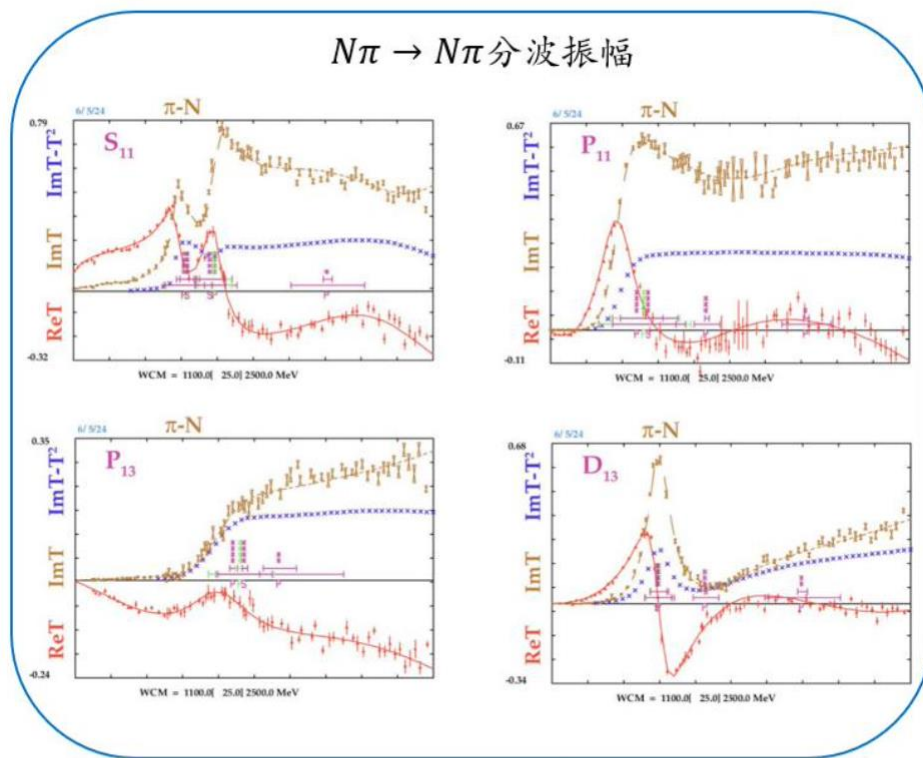 Nπ → Nπ分波振幅
6/ 5/24
π-N
0.79
S₁₁
ImT-T²
ImT
ReT
-0.32
WCM = 1100.0[ 25.0] 2500.0 MeV
6/ 5/24
π-N
0.67
P₁₁
ImT-T²
ImT
ReT
-0.11
WCM = 1100.0[ 25.0] 2500.0 MeV
6/ 5/24
π-N
0.35
P₁₃
ImT-T²
ImT
ReT
-0.24
WCM = 1100.0[ 25.0] 2500.0 MeV
6/ 5/24
π-N
0.68
D₁₃
ImT-T²
ImT
ReT
-0.34
WCM = 1100.0[ 25.0] 2500.0 MeV